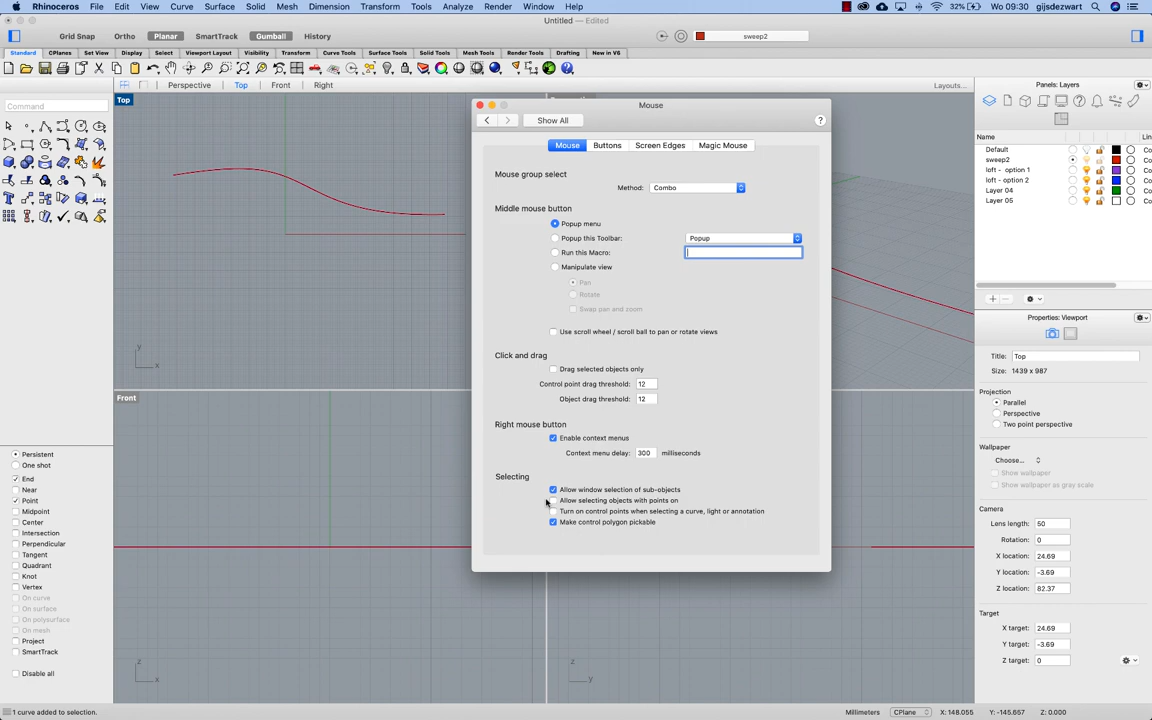 Rhinoceros File Edit View Curve Surface Solid Mesh Dimension Transform Tools Analyze Render Window Help 32% Wo 09:30 gijsdezwart
Untitled — Edited
Grid Snap Ortho Planar SmartTrack Gumball History sweep2
Standard CPlanes Set View Display Select Viewport Layout Visibility Transform Curve Tools Surface Tools Solid Tools Mesh Tools Render Tools Drafting New in V6
Perspective Top Front Right Layouts...
Command
Top
y
x
Front
z
x
z
y
End
Persistent
One shot
Near
Point
Midpoint
Center
Intersection
Perpendicular
Tangent
Quadrant
Knot
Vertex
On curve
On surface
On polysurface
On mesh
Project
SmartTrack
Disable all
Mouse
Show All
?
Mouse Buttons Screen Edges Magic Mouse
Mouse group select
Method: Combo
Middle mouse button
Popup menu
Popup this Toolbar: Popup
Run this Macro:
Manipulate view
Pan
Rotate
Swap pan and zoom
Use scroll wheel / scroll ball to pan or rotate views
Click and drag
Drag selected objects only
Control point drag threshold: 12
Object drag threshold: 12
Right mouse button
Enable context menus
Context menu delay: 300 milliseconds
Selecting
Allow window selection of sub-objects
Allow selecting objects with points on
Turn on control points when selecting a curve, light or annotation
Make control polygon pickable
Panels: Layers
Name Lin
Default Co
sweep2 Co
loft - option 1 Co
loft - option 2 Co
Layer 04 Co
Layer 05 Co
Properties: Viewport
Title: Top
Size: 1439 x 987
Projection
Parallel
Perspective
Two point perspective
Wallpaper
Choose...
Show wallpaper
Show wallpaper as gray scale
Camera
Lens length: 50
Rotation: 0
X location: 24.69
Y location: -3.69
Z location: 82.37
Target
X target: 24.69
Y target: -3.69
Z target: 0
1 curve added to selection. Millimeters CPlane X: 148.055 Y: -145.657 Z: 0.000